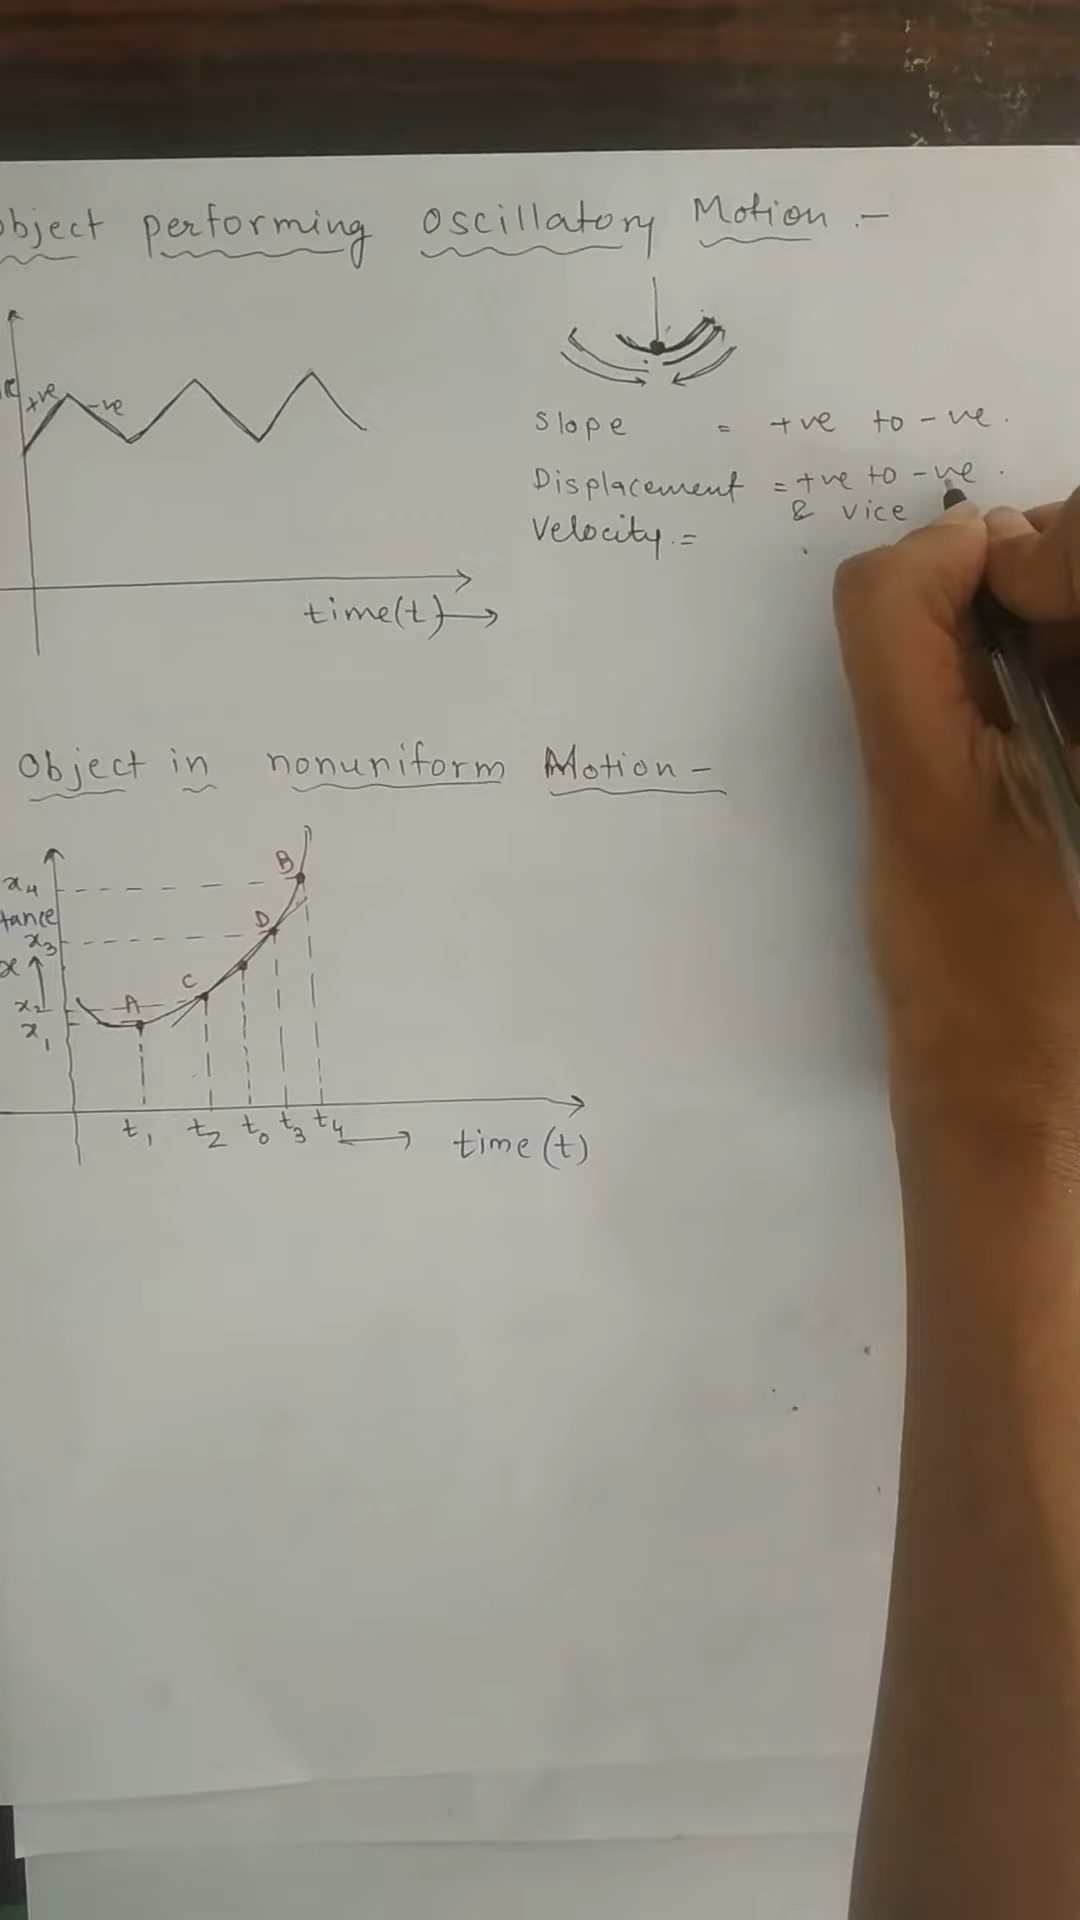 object performing oscillatory Motion :-
+ve
-ve
Slope = +ve to -ve.
Displacement = +ve to -ve.
& vice
Velocity. =
time(t) →
Object in nonuniform Motion -
B
x4
tance
D
x3
x
C
x2
A
x1
t1 t2 t0 t3 t4 → time (t)